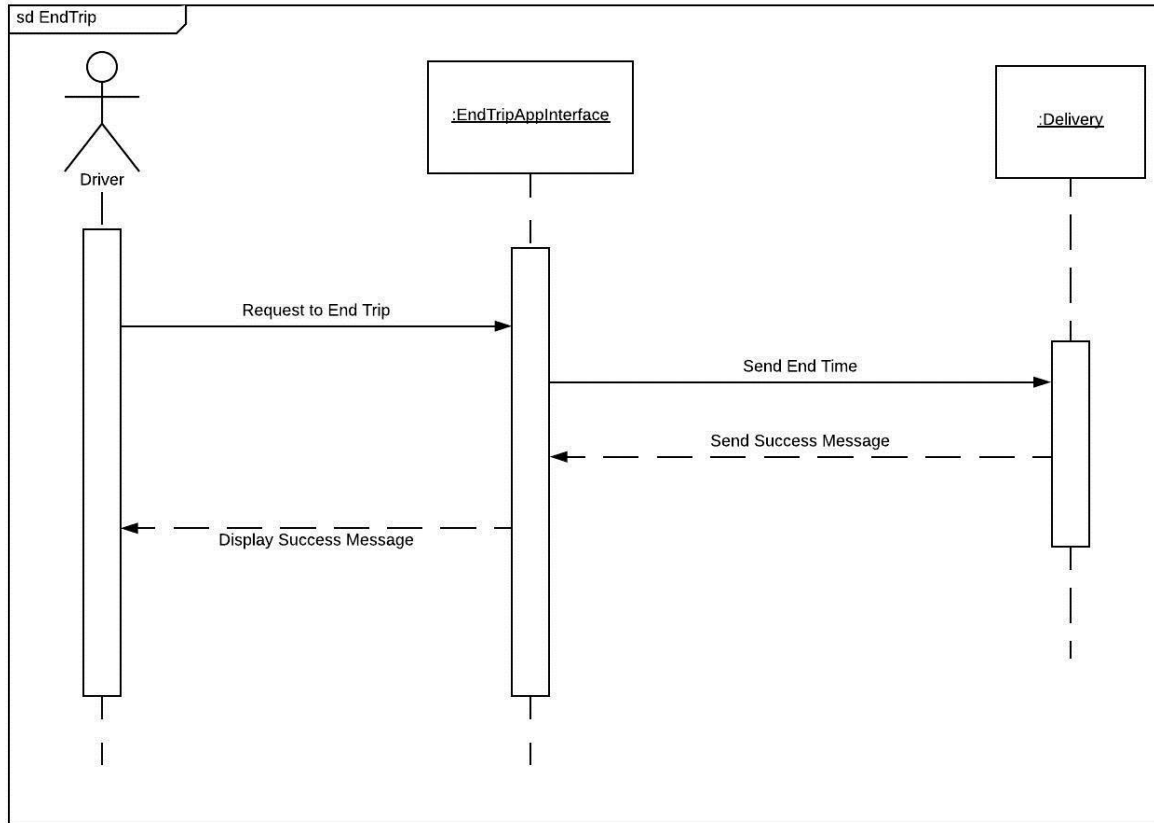 sd EndTrip
:EndTripAppInterface
:Delivery
Driver
Request to End Trip
Send End Time
Send Success Message
Display Success Message